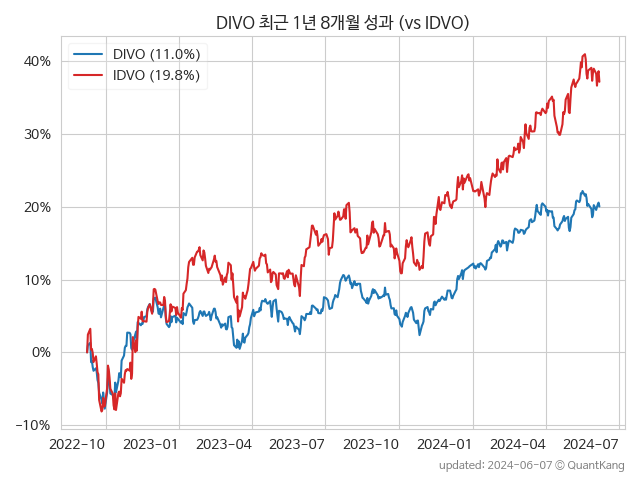 DIVO 최근 1년 8개월 성과 (vs IDVO)
DIVO (11.0%)
IDVO (19.8%)
40%
30%
20%
10%
0%
−10%
2022−10 2023−01 2023−04 2023−07 2023−10 2024−01 2024−04 2024−07
updated: 2024-06-07 © QuantKang